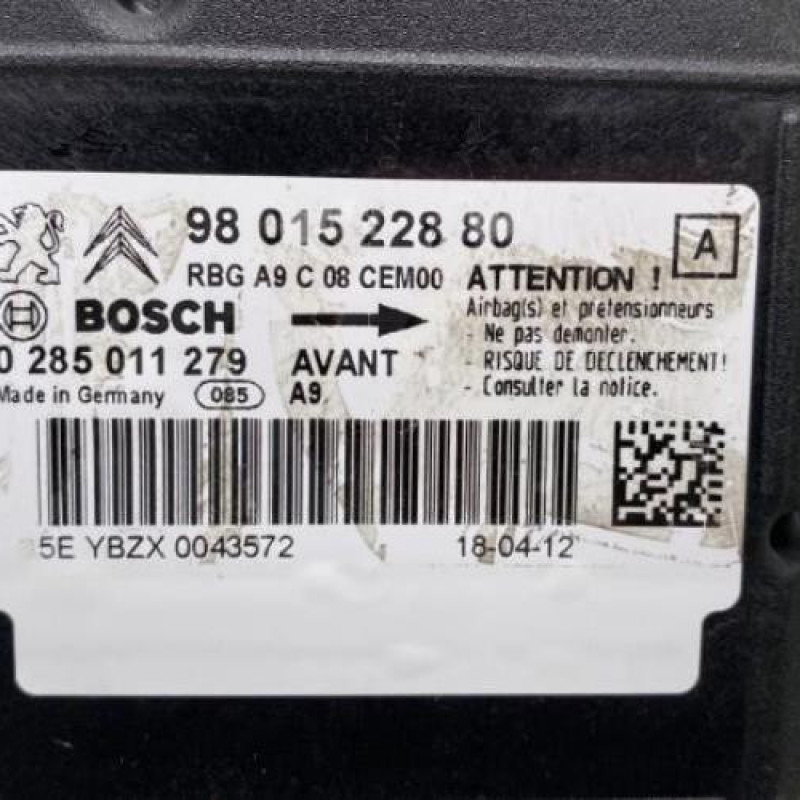 98 015 228 80
A
RBG A9 C 08 CEM00
ATTENTION !
BOSCH
Airbag(s) et prétensionneurs
- Ne pas démonter.
0 285 011 279
AVANT
- RISQUE DE DECLENCHEMENT!
Made in Germany
085
A9
- Consulter la notice.
5E YBZX 0043572
18-04-12